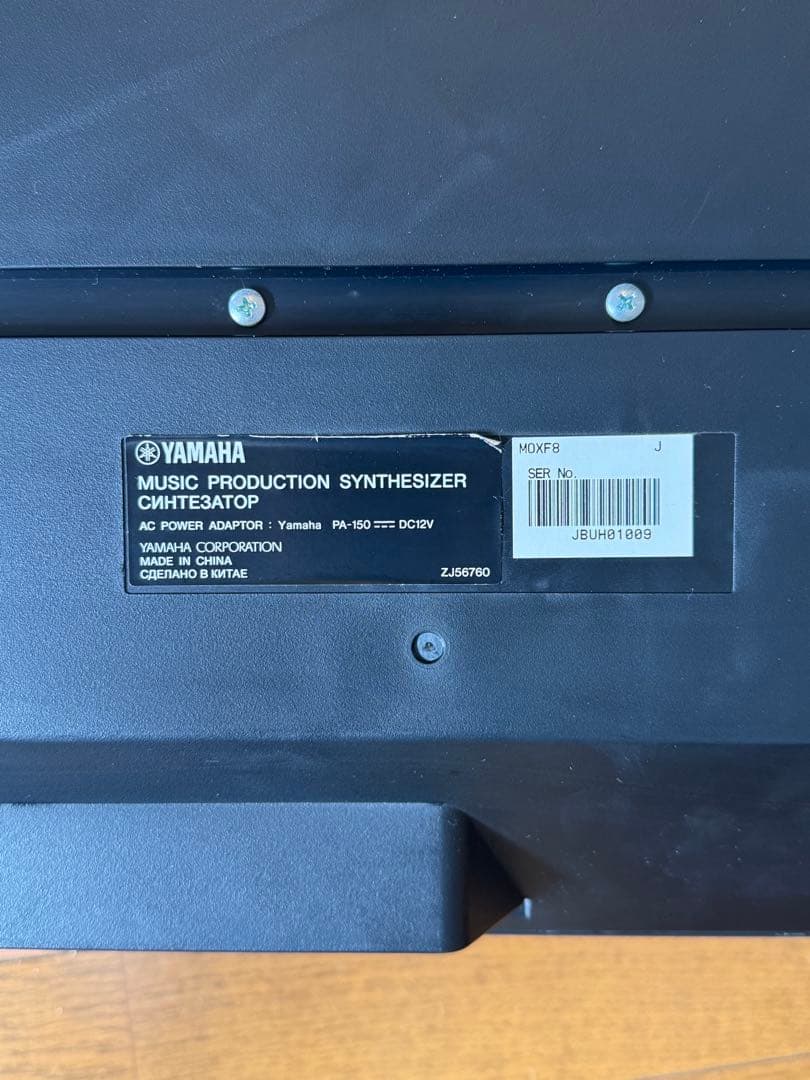 YAMAHA
MUSIC PRODUCTION SYNTHESIZER
СИНТЕЗАТОР
AC POWER ADAPTOR : Yamaha PA-150 ⎓ DC12V
YAMAHA CORPORATION
MADE IN CHINA
СДЕЛАНО В КИТАЕ
ZJ56760
MOXF8 J
SER No.
JBUH01009